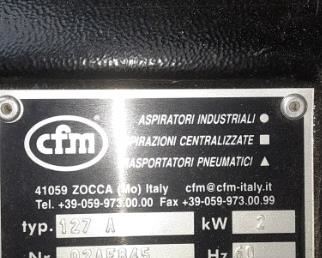 cfm
ASPIRATORI INDUSTRIALI ●
PIRAZIONI CENTRALIZZATE ■
TRASPORTATORI PNEUMATICI ▲
41059 ZOCCA (Mo) Italy cfm@cfm-italy.it
Tel. +39-059-973.00.00 Fax +39-059-973.00.99
typ. 127 A kW 2
Nr. Hz